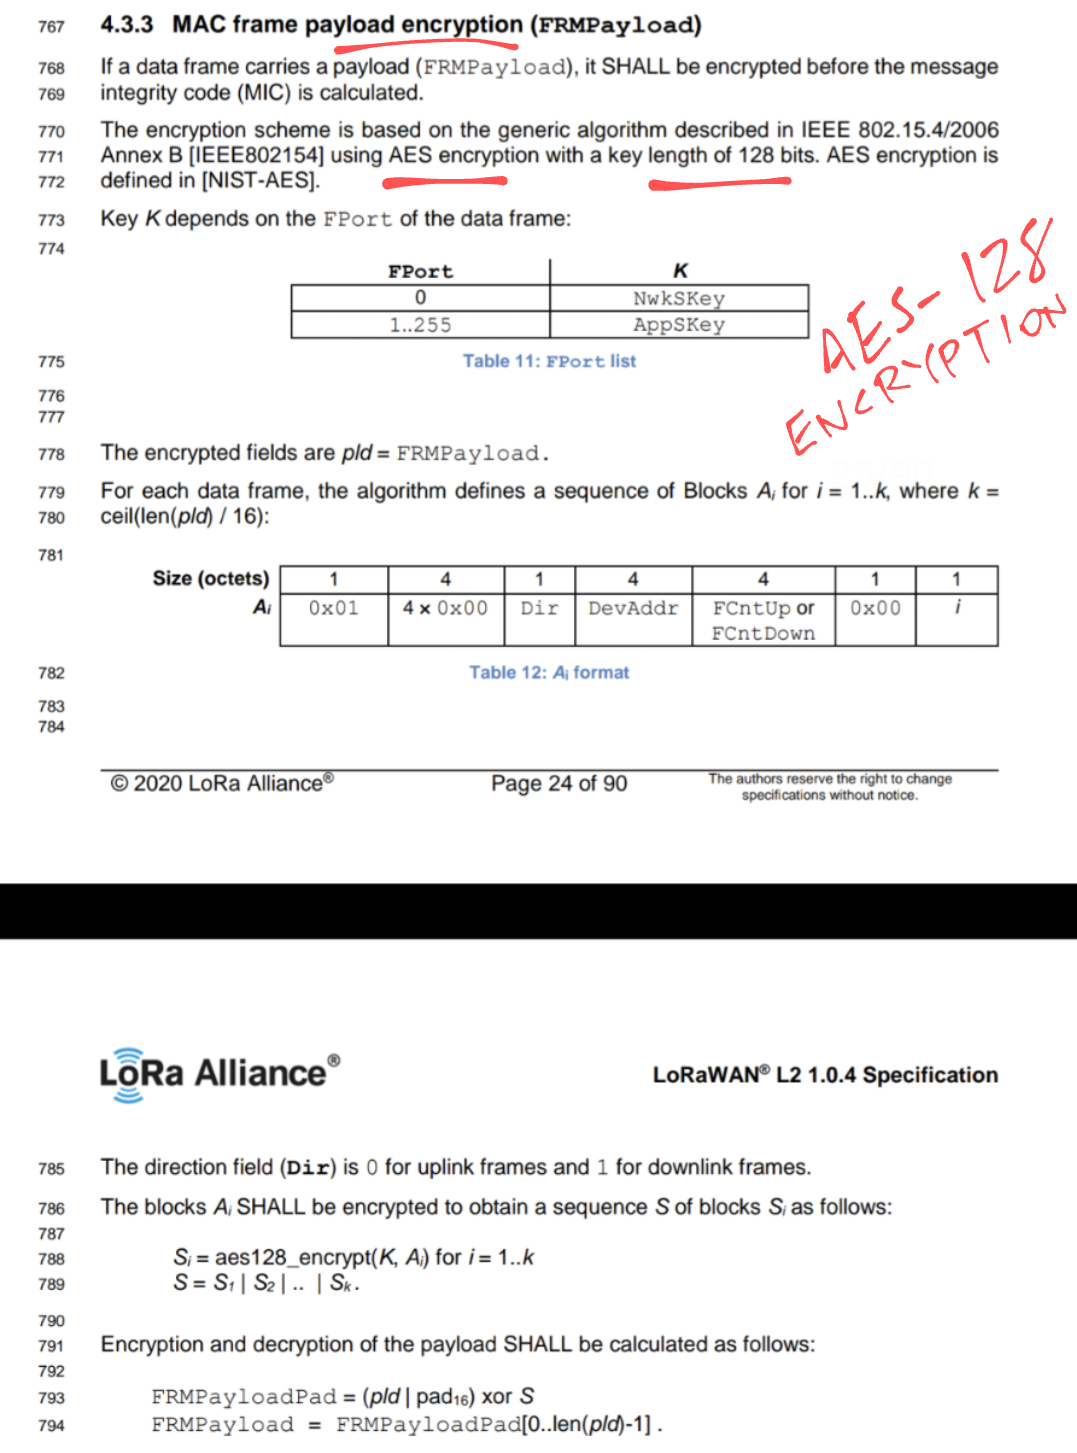 767 4.3.3 MAC frame payload encryption (FRMPayload)
768 If a data frame carries a payload (FRMPayload), it SHALL be encrypted before the message
769 integrity code (MIC) is calculated.
770 The encryption scheme is based on the generic algorithm described in IEEE 802.15.4/2006
771 Annex B [IEEE802154] using AES encryption with a key length of 128 bits. AES encryption is
772 defined in [NIST-AES].
773 Key K depends on the FPort of the data frame:
774
FPort K
0 NwkSKey
1..255 AppSKey
AES-128
ENCRYPTION
775 Table 11: FPort list
776
777
778 The encrypted fields are pld = FRMPayload.
779 For each data frame, the algorithm defines a sequence of Blocks Ai for i = 1..k, where k =
780 ceil(len(pld) / 16):
781
Size (octets) 1 4 1 4 4 1 1
Ai 0x01 4 x 0x00 Dir DevAddr FCntUp or 0x00 i
FCntDown
782 Table 12: Ai format
783
784
© 2020 LoRa Alliance® Page 24 of 90 The authors reserve the right to change
specifications without notice.
LoRa Alliance® LoRaWAN® L2 1.0.4 Specification
785 The direction field (Dir) is 0 for uplink frames and 1 for downlink frames.
786 The blocks Ai SHALL be encrypted to obtain a sequence S of blocks Si as follows:
787
788 Si = aes128_encrypt(K, Ai) for i = 1..k
789 S = S1 | S2 | .. | Sk.
790
791 Encryption and decryption of the payload SHALL be calculated as follows:
792
793 FRMPayloadPad = (pld | pad16) xor S
794 FRMPayload = FRMPayloadPad[0..len(pld)-1].